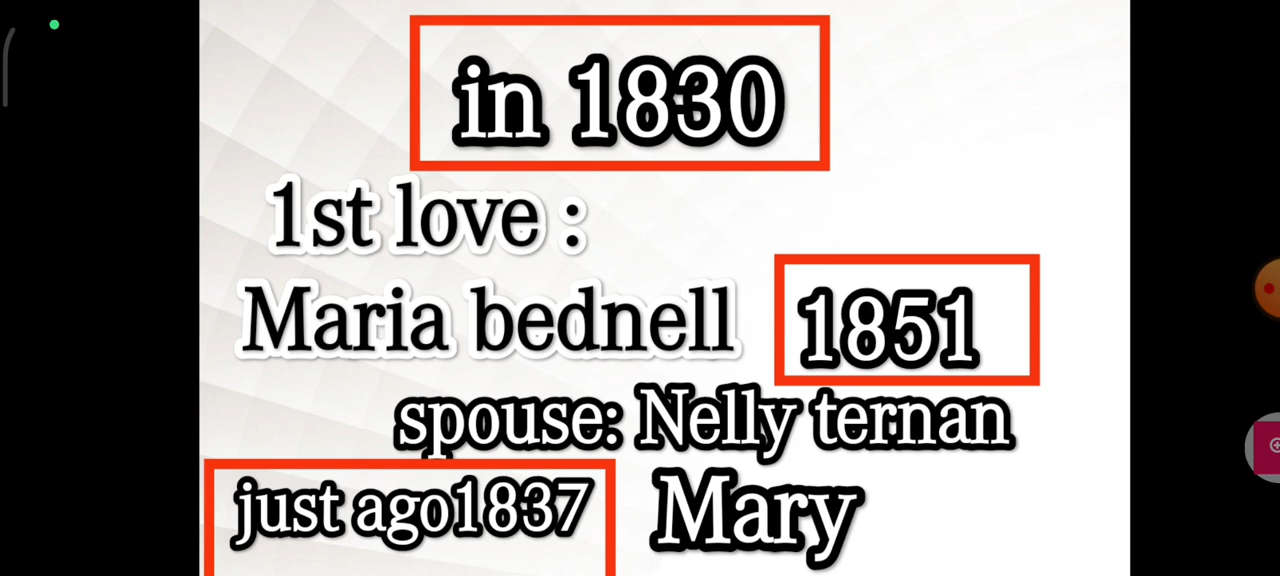 in 1830
1st love :
Maria bednell 1851
spouse: Nelly ternan
just ago1837 Mary